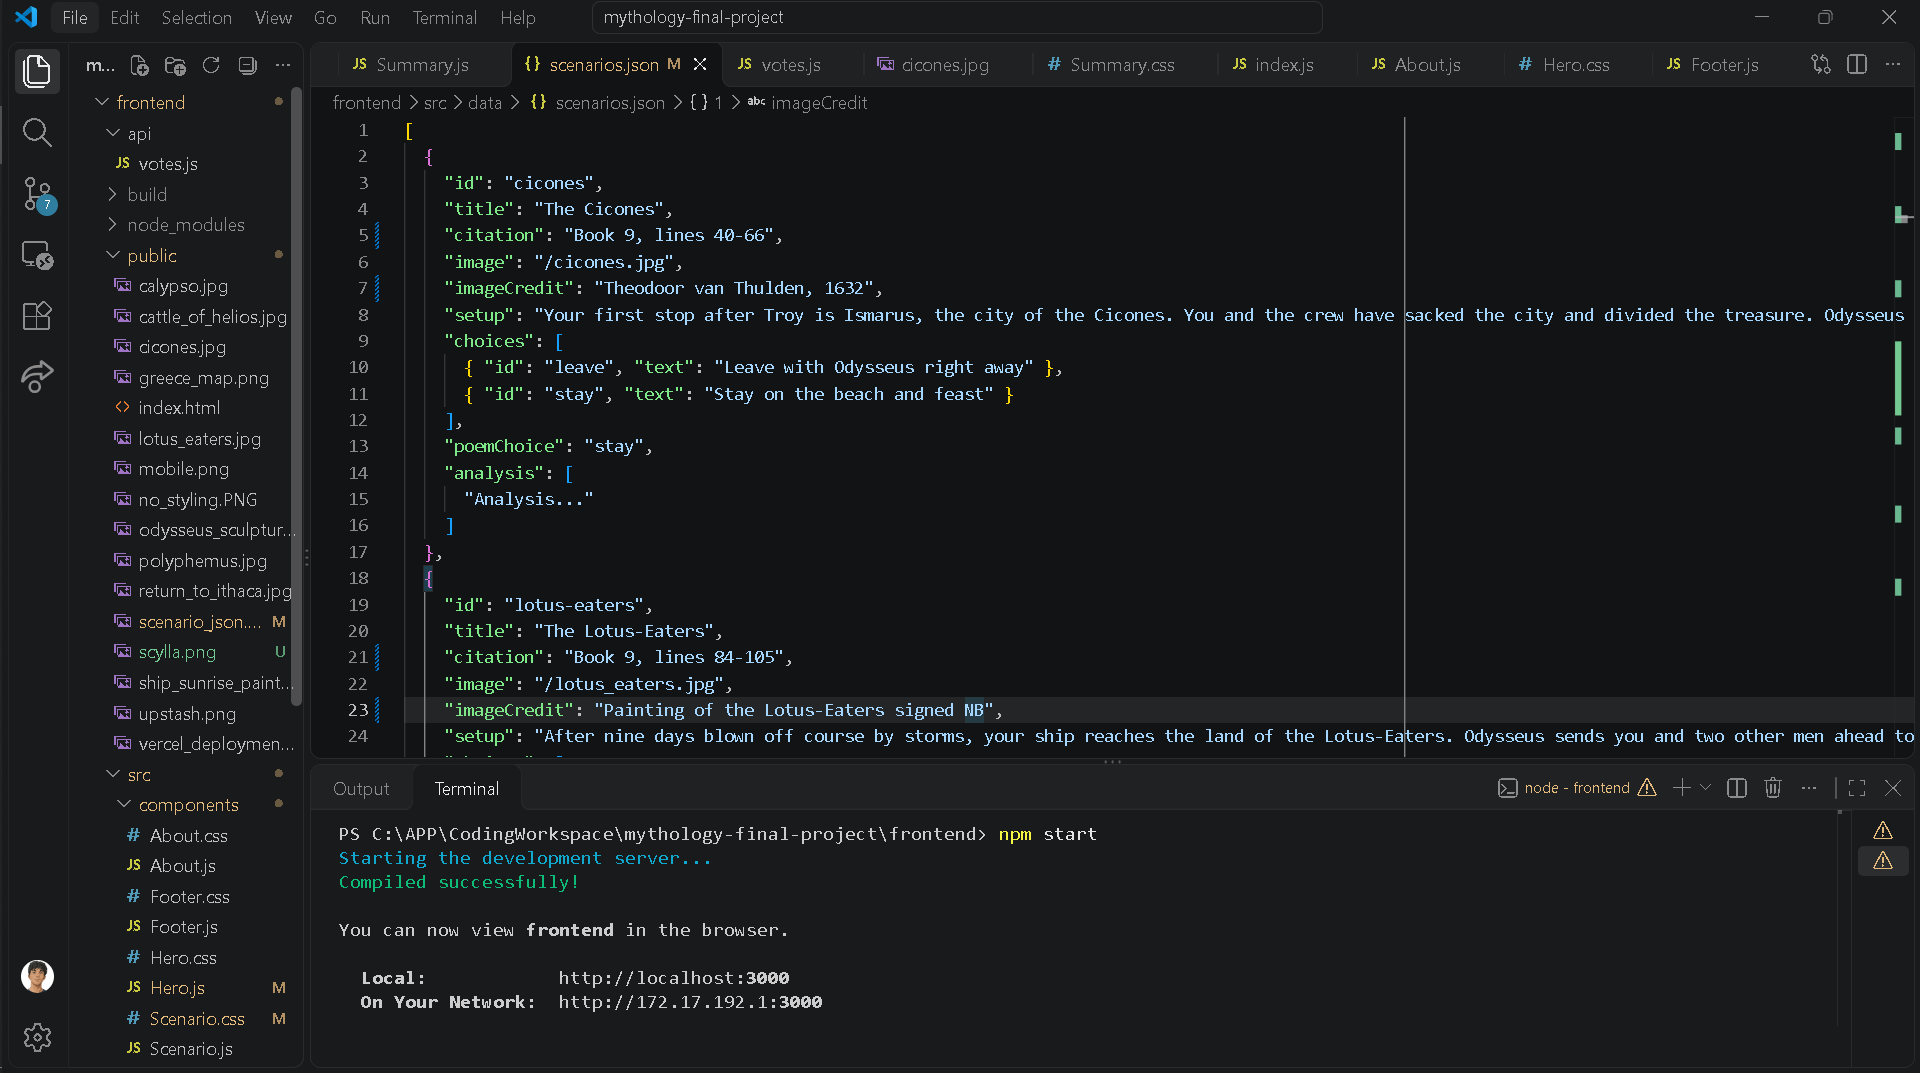 File Edit Selection View Go Run Terminal Help
mythology-final-project
m...
frontend
api
JS votes.js
build
node_modules
public
calypso.jpg
cattle_of_helios.jpg
cicones.jpg
greece_map.png
<> index.html
lotus_eaters.jpg
mobile.png
no_styling.PNG
odysseus_sculptur...
polyphemus.jpg
return_to_ithaca.jpg
scenario_json.... M
scylla.png U
ship_sunrise_paint...
upstash.png
vercel_deploymen...
src
components
# About.css
JS About.js
# Footer.css
JS Footer.js
# Hero.css
JS Hero.js M
# Scenario.css M
JS Scenario.js
7
JS Summary.js {} scenarios.json M JS votes.js cicones.jpg # Summary.css JS index.js JS About.js # Hero.css JS Footer.js
frontend > src > data > {} scenarios.json > {} 1 > abc imageCredit
1 [
2 {
3 "id": "cicones",
4 "title": "The Cicones",
5 "citation": "Book 9, lines 40-66",
6 "image": "/cicones.jpg",
7 "imageCredit": "Theodoor van Thulden, 1632",
8 "setup": "Your first stop after Troy is Ismarus, the city of the Cicones. You and the crew have sacked the city and divided the treasure. Odysseus
9 "choices": [
10 { "id": "leave", "text": "Leave with Odysseus right away" },
11 { "id": "stay", "text": "Stay on the beach and feast" }
12 ],
13 "poemChoice": "stay",
14 "analysis": [
15 "Analysis..."
16 ]
17 },
18 {
19 "id": "lotus-eaters",
20 "title": "The Lotus-Eaters",
21 "citation": "Book 9, lines 84-105",
22 "image": "/lotus_eaters.jpg",
23 "imageCredit": "Painting of the Lotus-Eaters signed NB",
24 "setup": "After nine days blown off course by storms, your ship reaches the land of the Lotus-Eaters. Odysseus sends you and two other men ahead to
Output Terminal
node - frontend
PS C:\APP\CodingWorkspace\mythology-final-project\frontend> npm start
Starting the development server...
Compiled successfully!
You can now view frontend in the browser.
Local: http://localhost:3000
On Your Network: http://172.17.192.1:3000